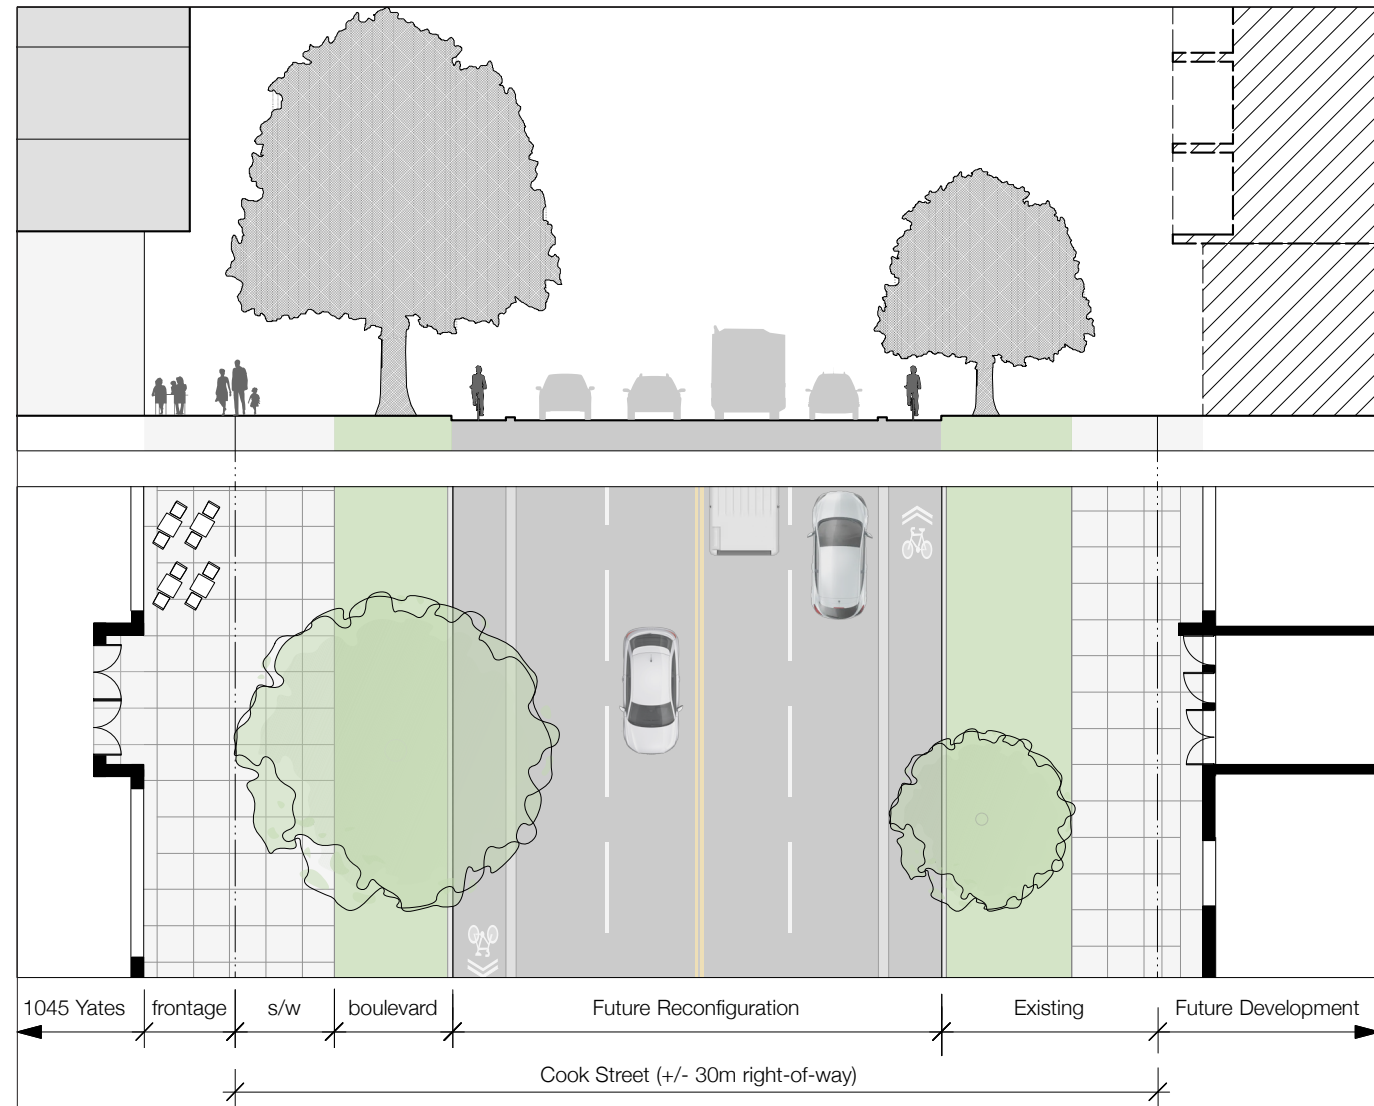 1045 Yates
frontage
s/w
boulevard
Future Reconfiguration
Existing
Future Development
Cook Street (+/- 30m right-of-way)